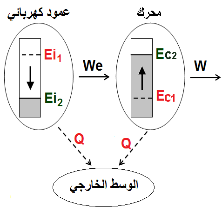 عمود كهربائي
محرك
Ei1
Ei2
We
Ec2
Ec1
W
Q
Q
الوسط الخارجي